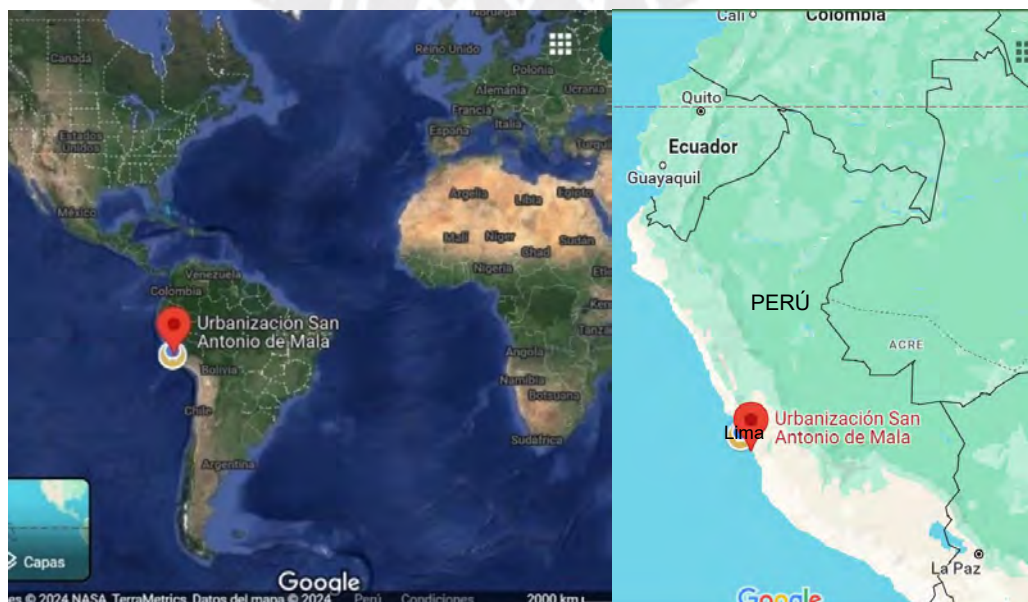 Noruega
Canadá
Reino Unido
Polonia
Alemania
Ucrania
Francia
Italia
España
Turquía
Estados
Unidos
México
Argelia
Libia
Egipto
Malí
Níger
Chad
Sudán
Nigeria
Venezuela
Colombia
Urbanización San
Antonio de Mala
Bolivia
Chile
Argentina
Angola
Namibia
Botsuana
Sudáfrica
Capas
Google
es © 2024 NASA, TerraMetrics, Datos del mapa © 2024
Perú
Condiciones
2000 km
Cali
Colombia
Quito
Ecuador
Guayaquil
PERÚ
ACRE
Lima
Urbanización San
Antonio de Mala
La Paz
Google